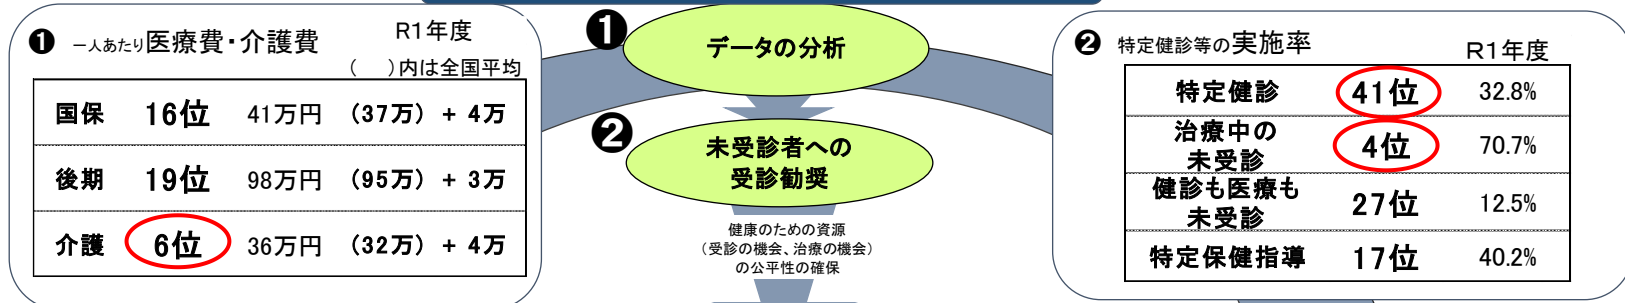 ❶ 一人あたり医療費・介護費 R1年度
（　）内は全国平均
国保 16位 41万円 (37万) + 4万
後期 19位 98万円 (95万) + 3万
介護 6位 36万円 (32万) + 4万
❶ データの分析
❷ 未受診者への
受診勧奨
健康のための資源
（受診の機会、治療の機会）
の公平性の確保
❷ 特定健診等の実施率
R1年度
特定健診 41位 32.8%
治療中の
未受診 4位 70.7%
健診も医療も
未受診 27位 12.5%
特定保健指導 17位 40.2%